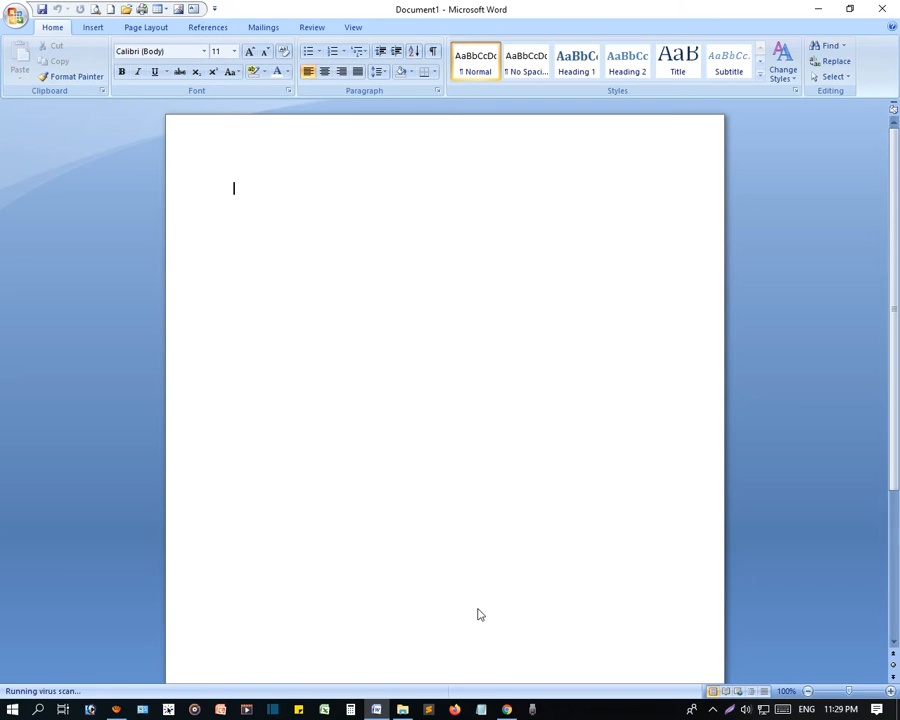 Document1 - Microsoft Word
Home Insert Page Layout References Mailings Review View
Paste
Cut
Copy
Format Painter
Clipboard
Calibri (Body) 11
Font
Paragraph
AaBbCcDc AaBbCcDc AaBbCc AaBbCc AaB AaBbCc.
¶ Normal ¶ No Spaci... Heading 1 Heading 2 Title Subtitle
Change
Styles
Styles
Find
Replace
Select
Editing
Running virus scan...
100%
ENG 11:29 PM